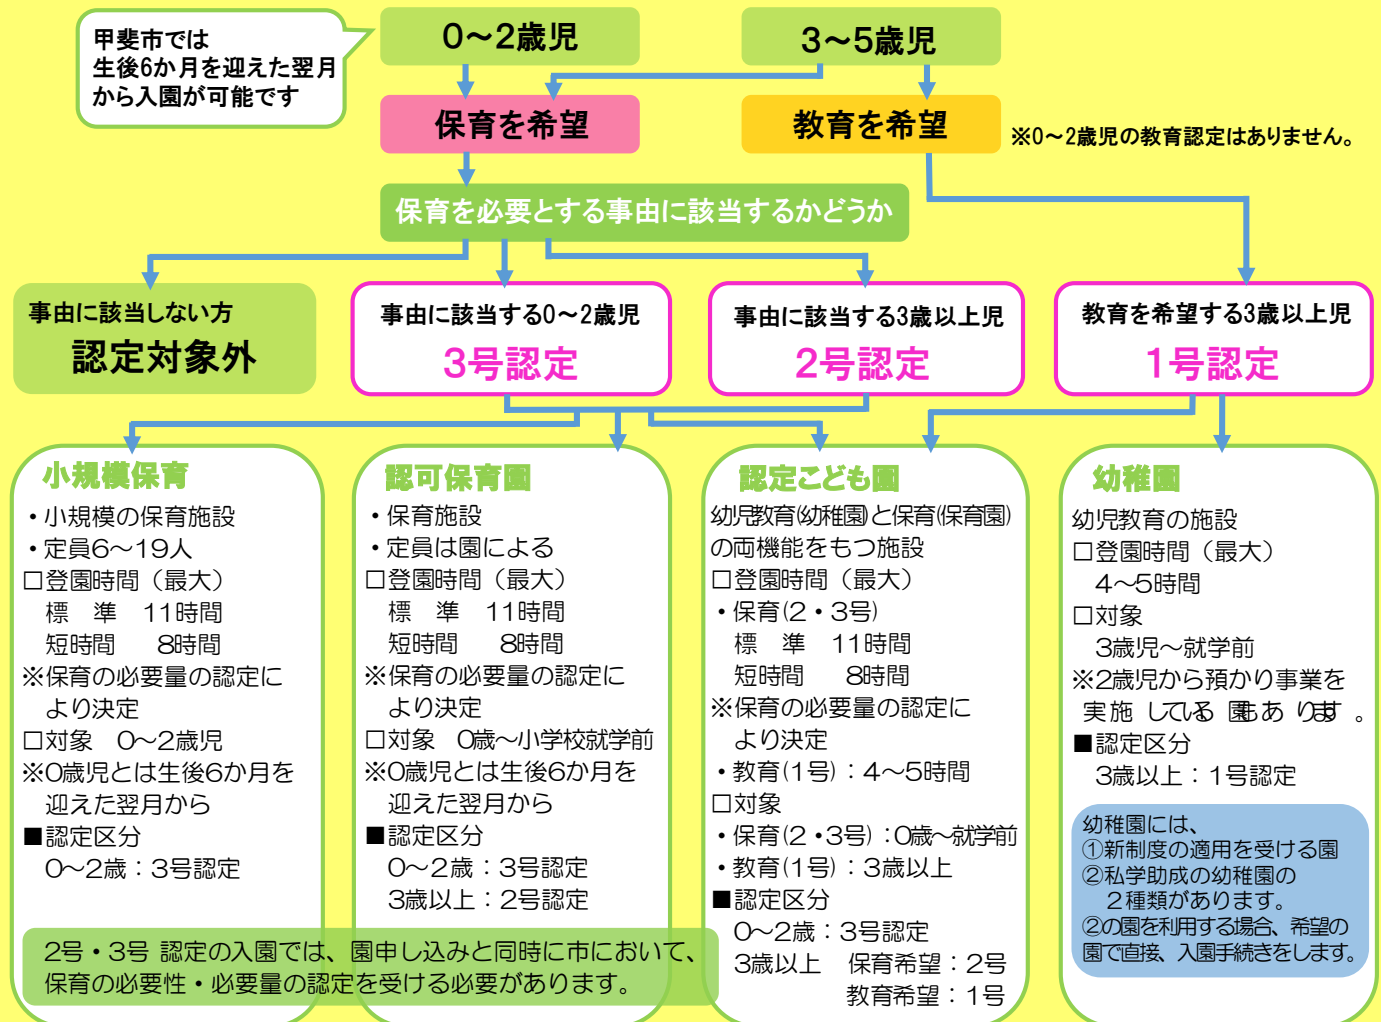 甲斐市では
生後6か月を迎えた翌月
から入園が可能です
0～2歳児
3～5歳児
保育を希望
教育を希望
※0～2歳児の教育認定はありません。
保育を必要とする事由に該当するかどうか
事由に該当しない方
認定対象外
事由に該当する0～2歳児
3号認定
事由に該当する3歳以上児
2号認定
教育を希望する3歳以上児
1号認定
小規模保育
・小規模の保育施設
・定員6～19人
□登園時間（最大）
標　準　11時間
短時間　　8時間
※保育の必要量の認定に
より決定
□対象　0～2歳児
※0歳児とは生後6か月を
迎えた翌月から
■認定区分
0～2歳：3号認定
認可保育園
・保育施設
・定員は園による
□登園時間（最大）
標　準　11時間
短時間　　8時間
※保育の必要量の認定に
より決定
□対象　0歳～小学校就学前
※0歳児とは生後6か月を
迎えた翌月から
■認定区分
0～2歳：3号認定
3歳以上：2号認定
認定こども園
幼児教育(幼稚園)と保育(保育園)
の両機能をもつ施設
□登園時間（最大）
・保育(2・3号)
標　準　11時間
短時間　　8時間
※保育の必要量の認定に
より決定
・教育(1号)：4～5時間
□対象
・保育(2・3号)：0歳～就学前
・教育(1号)：3歳以上
■認定区分
0～2歳：3号認定
3歳以上　保育希望：2号
教育希望：1号
幼稚園
幼児教育の施設
□登園時間（最大）
4～5時間
□対象
3歳児～就学前
※2歳児から預かり事業を
実施している園もあります。
■認定区分
3歳以上：1号認定
幼稚園には、
①新制度の適用を受ける園
②私学助成の幼稚園の
２種類があります。
②の園を利用する場合、希望の
園で直接、入園手続きをします。
2号・3号 認定の入園では、園申し込みと同時に市において、
保育の必要性・必要量の認定を受ける必要があります。